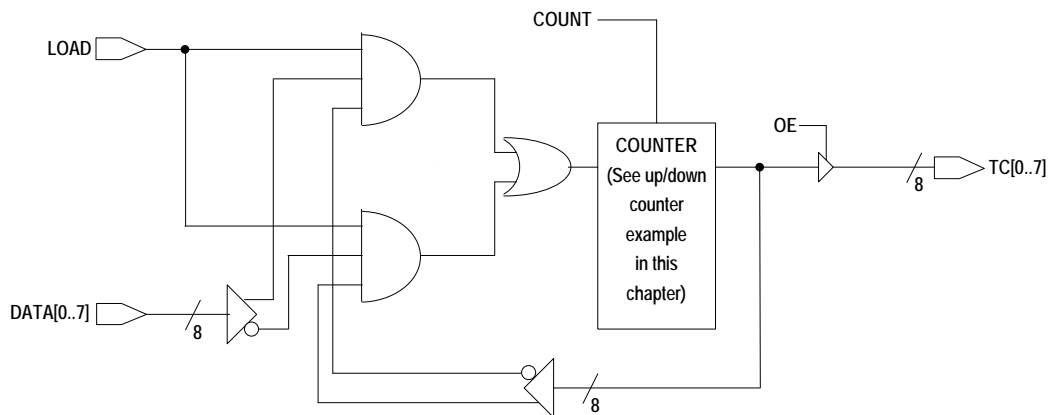 COUNT
LOAD
OE
COUNTER
(See up/down
counter
example
in this
chapter)
TC[0..7]
8
DATA[0..7]
8
8